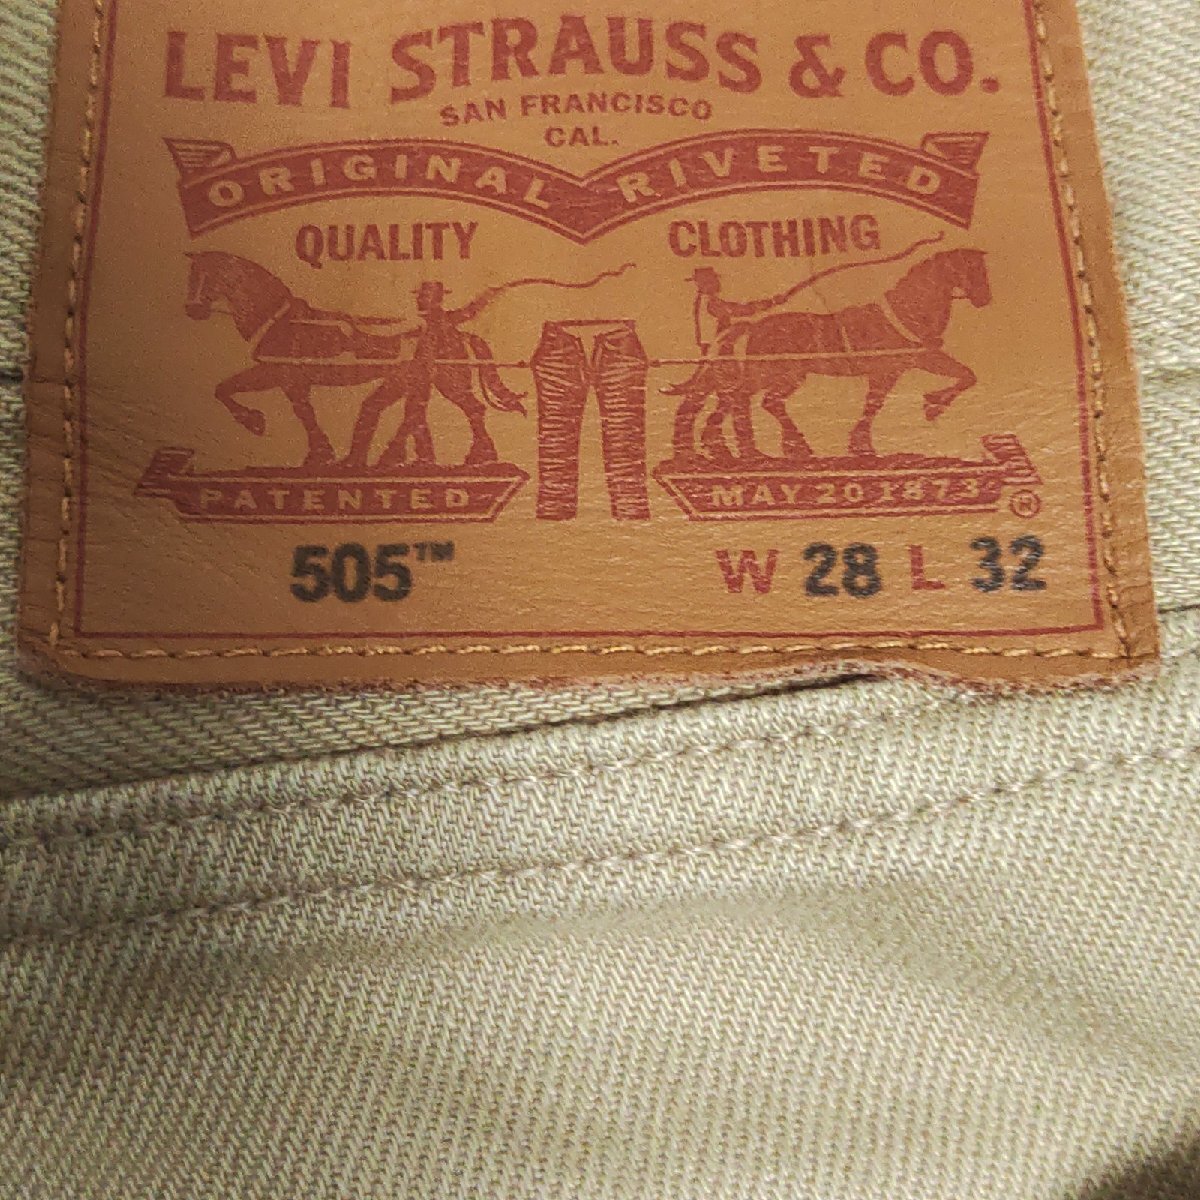 LEVI STRAUSS & CO.
SAN FRANCISCO
CAL.
ORIGINAL RIVETED
QUALITY CLOTHING
PATENTED MAY 20 1873 ®
505™ W 28 L 32